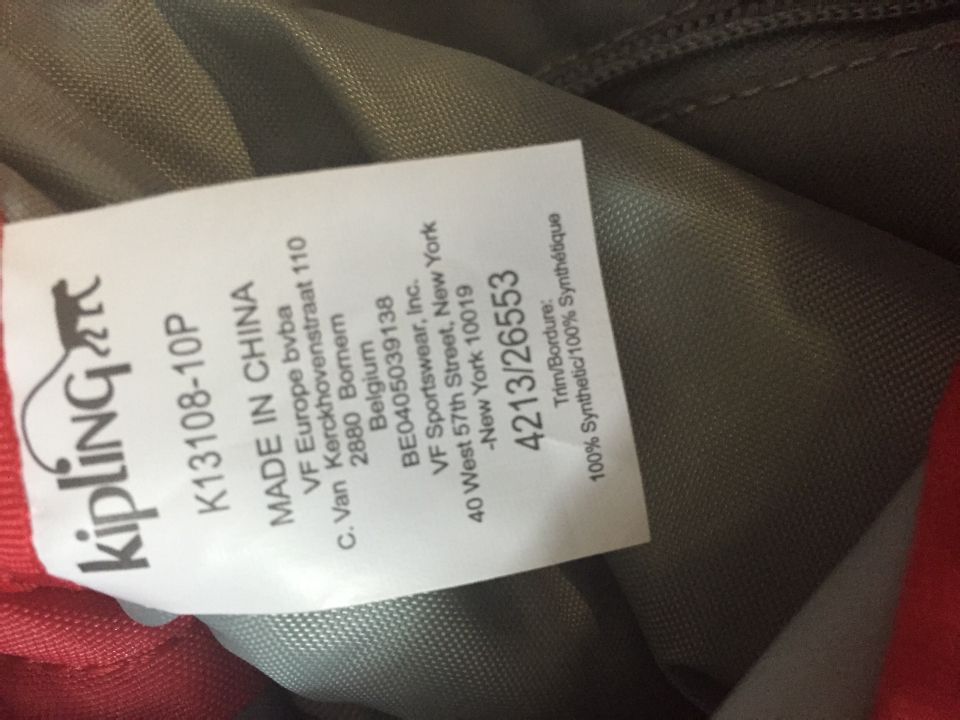 kipling
K13108-10P
MADE IN CHINA
VF Europe bvba
C. Van Kerckhovenstraat 110
2880 Bornem
Belgium
BE0405039138
VF Sportswear, Inc.
40 West 57th Street, New York
-New York 10019
4213/26553
Trim/Bordure:
100% Synthetic/100% Synthétique